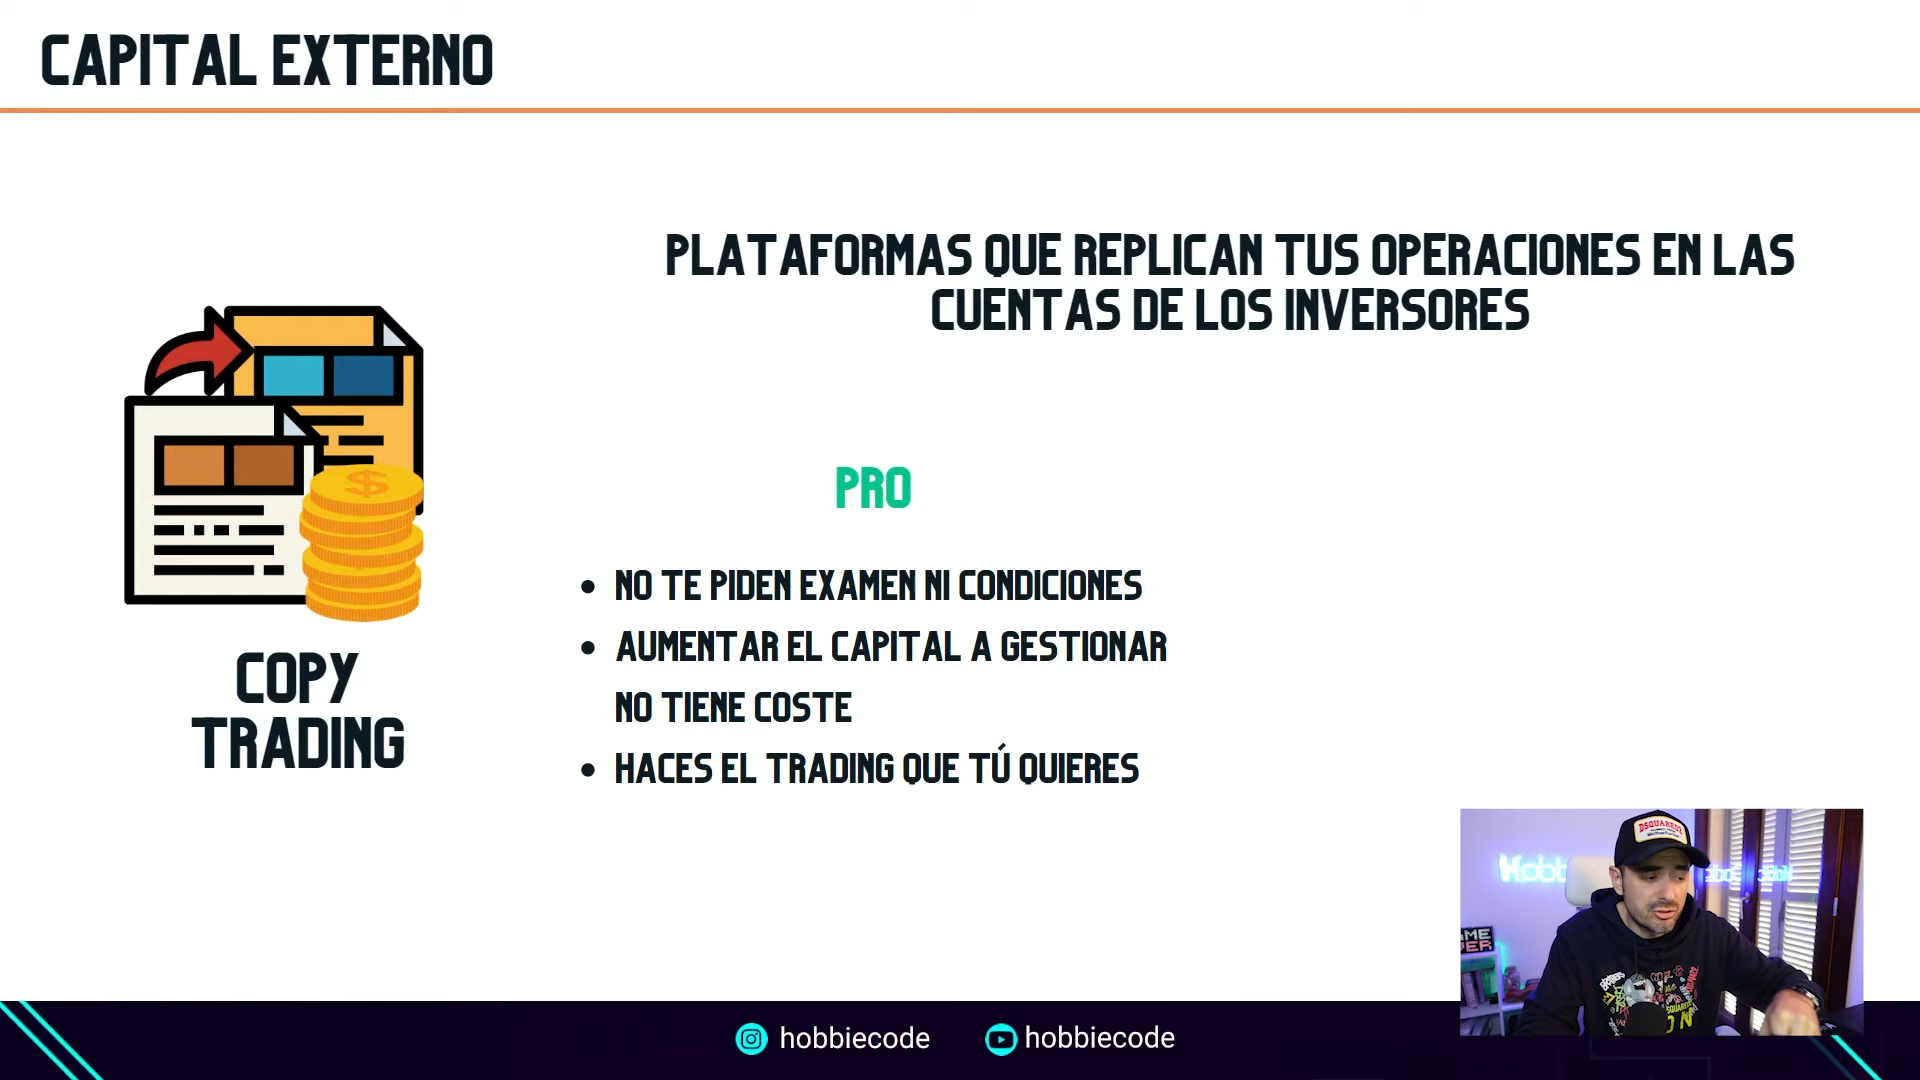 CAPITAL EXTERNO
PLATAFORMAS QUE REPLICAN TUS OPERACIONES EN LAS
CUENTAS DE LOS INVERSORES
PRO
NO TE PIDEN EXAMEN NI CONDICIONES
AUMENTAR EL CAPITAL A GESTIONAR
NO TIENE COSTE
HACES EL TRADING QUE TÚ QUIERES
COPY
TRADING
DSQUARED2
hobbiecode
hobbiecode